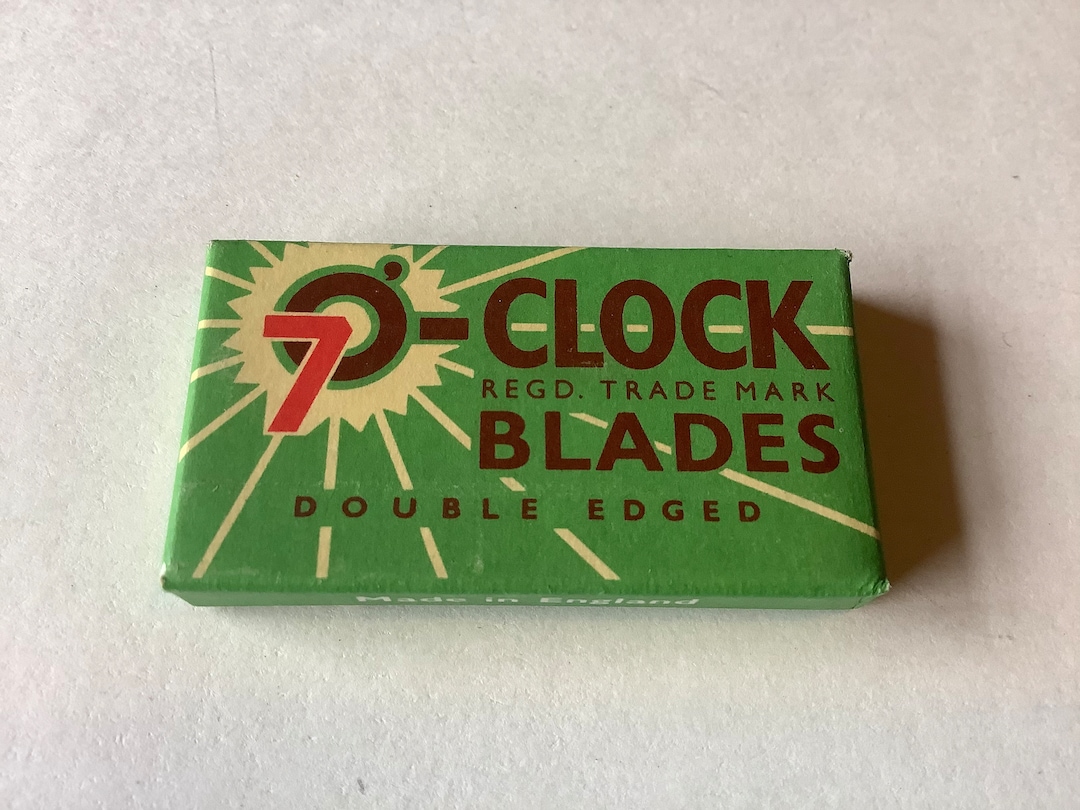 7 O'-CLOCK
REGD. TRADE MARK
BLADES
DOUBLE EDGED
Made in England